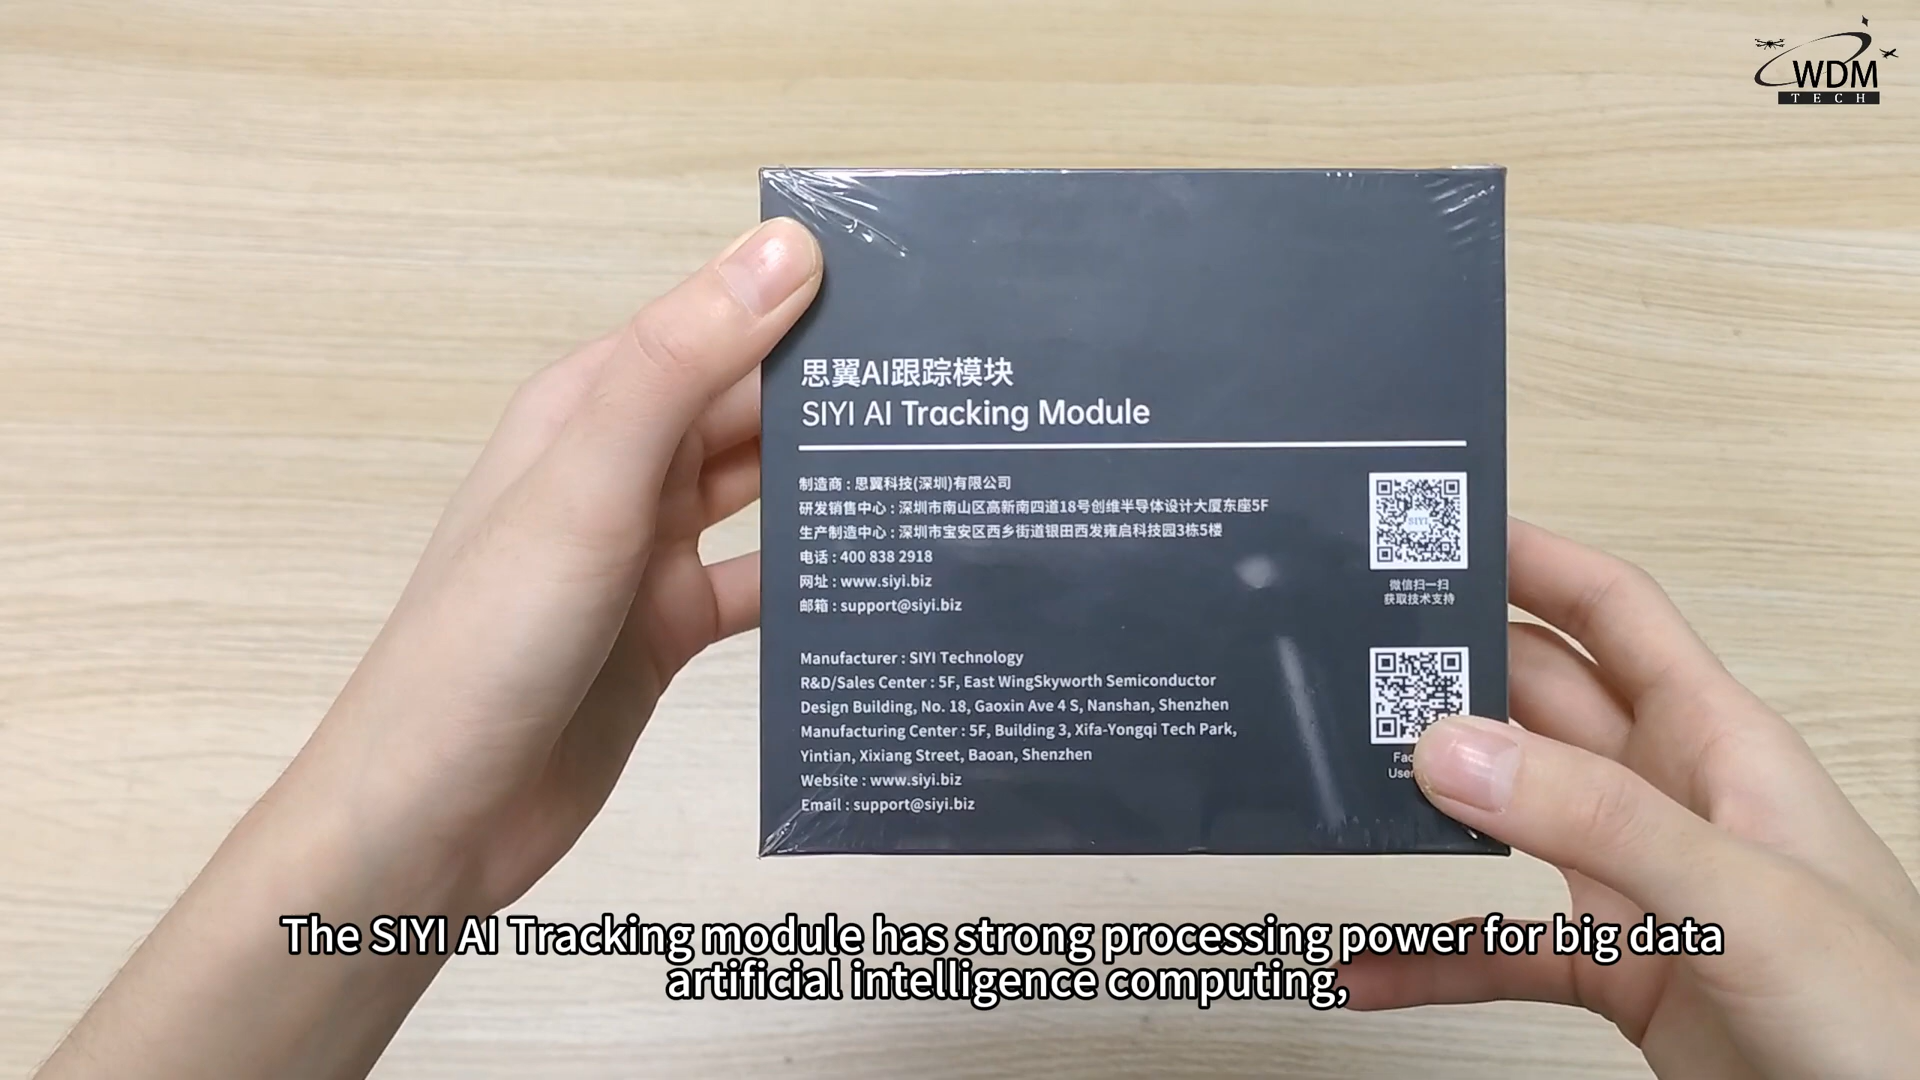 WDM
TECH
思翼AI跟踪模块
SIYI AI Tracking Module
制造商 : 思翼科技(深圳)有限公司
研发销售中心 : 深圳市南山区高新南四道18号创维半导体设计大厦东座5F
生产制造中心 : 深圳市宝安区西乡街道银田西发雍启科技园3栋5楼
电话 : 400 838 2918
网址 : www.siyi.biz
邮箱 : support@siyi.biz
SIYI
微信扫一扫
获取技术支持
Manufacturer : SIYI Technology
R&D/Sales Center : 5F, East WingSkyworth Semiconductor
Design Building, No. 18, Gaoxin Ave 4 S, Nanshan, Shenzhen
Manufacturing Center : 5F, Building 3, Xifa-Yongqi Tech Park,
Yintian, Xixiang Street, Baoan, Shenzhen
Website : www.siyi.biz
Email : support@siyi.biz
The SIYI AI Tracking module has strong processing power for big data
artificial intelligence computing,